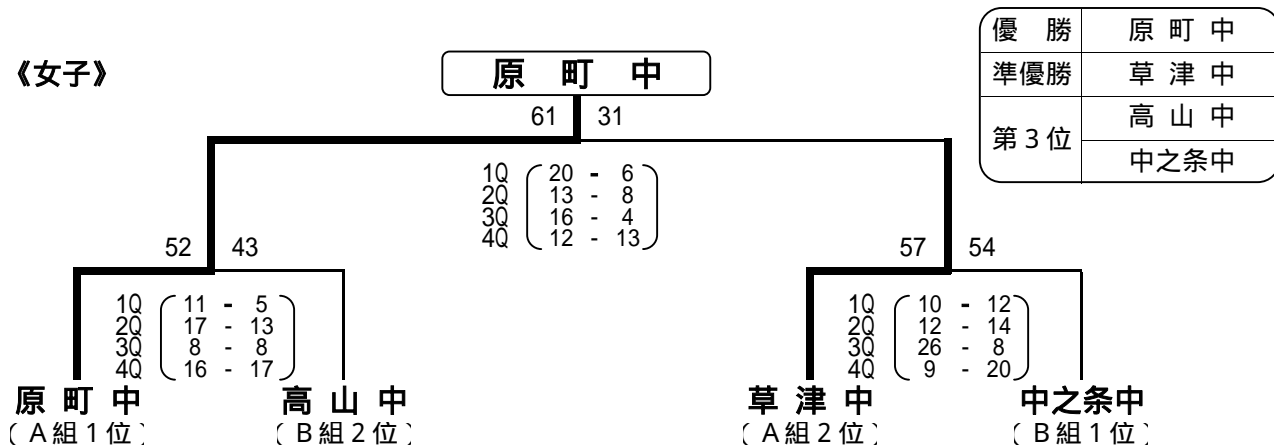 優 勝 原 町 中
準優勝 草 津 中
第3位 高 山 中
中之条中
《女子》
原 町 中
61 31
1Q 20 - 6
2Q 13 - 8
3Q 16 - 4
4Q 12 - 13
52 43
57 54
1Q 11 - 5
2Q 17 - 13
3Q 8 - 8
4Q 16 - 17
1Q 10 - 12
2Q 12 - 14
3Q 26 - 8
4Q 9 - 20
原 町 中
(A組1位)
高 山 中
(B組2位)
草 津 中
(A組2位)
中之条中
(B組1位)